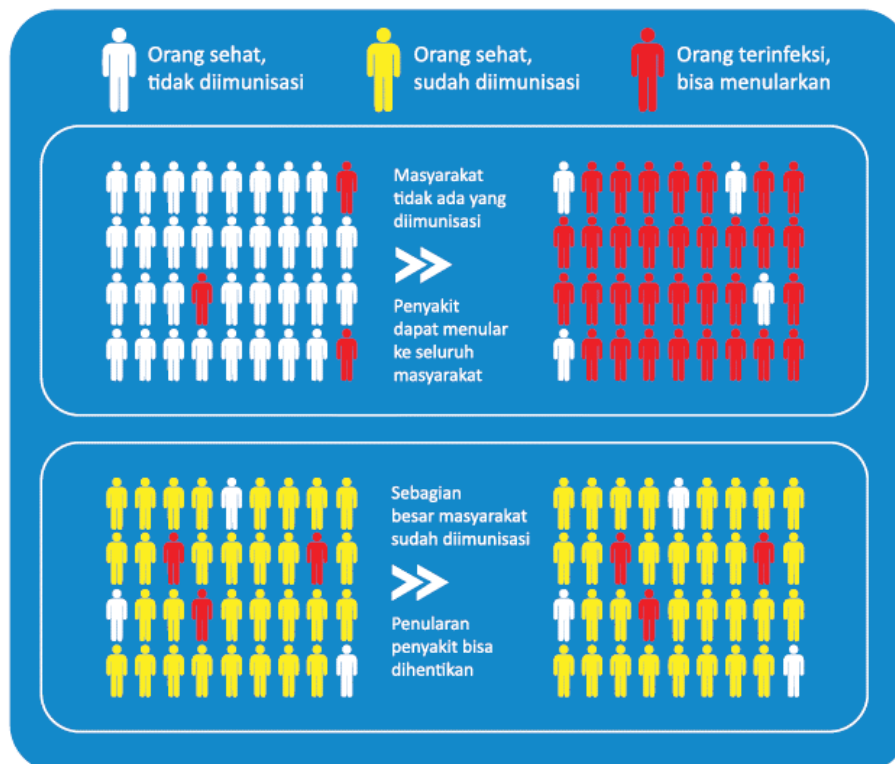 Orang sehat,
tidak diimunisasi
Orang sehat,
sudah diimunisasi
Orang terinfeksi,
bisa menularkan
Masyarakat
tidak ada yang
diimunisasi
Penyakit
dapat menular
ke seluruh
masyarakat
Sebagian
besar masyarakat
sudah diimunisasi
Penularan
penyakit bisa
dihentikan